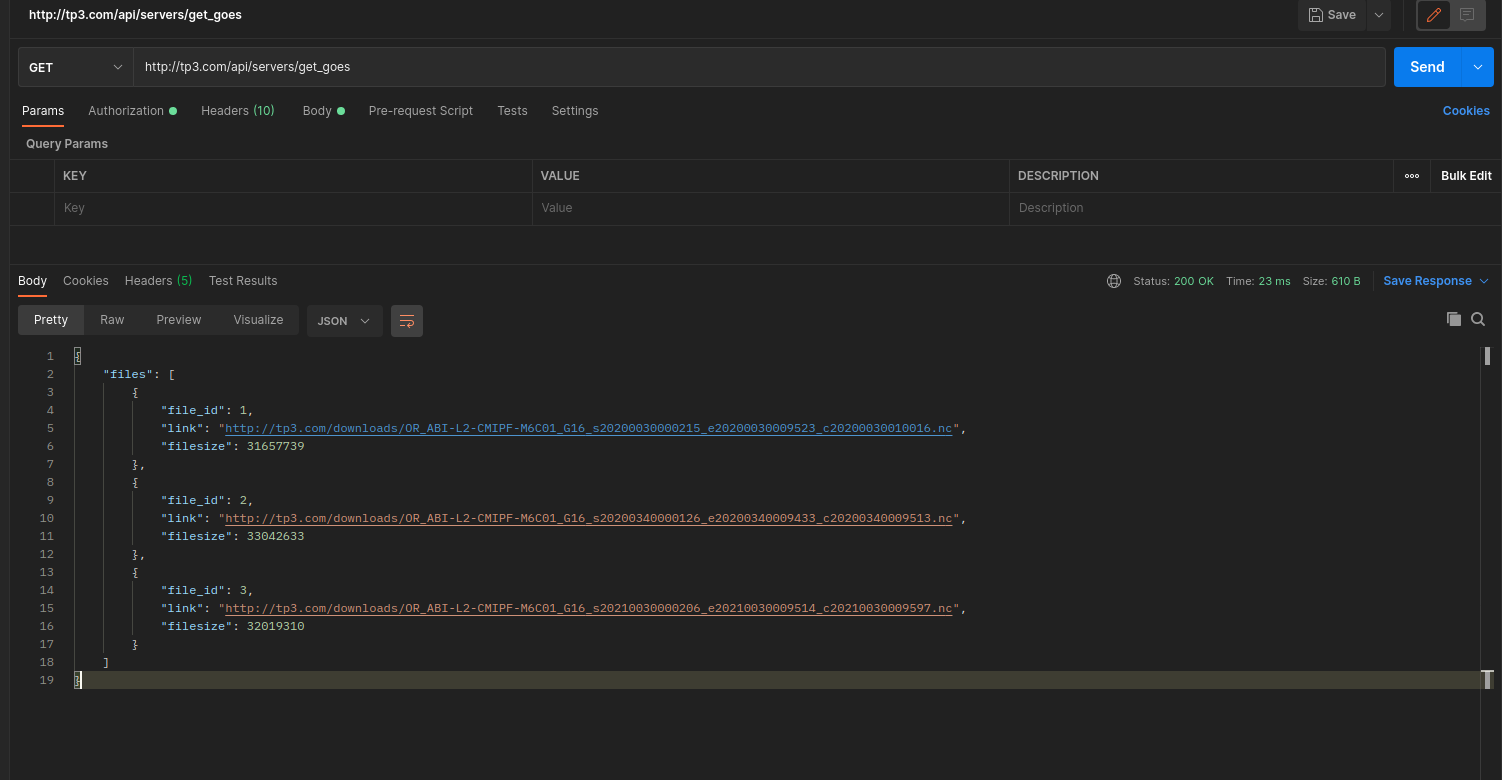 http://tp3.com/api/servers/get_goes Save
GET http://tp3.com/api/servers/get_goes Send
Params Authorization Headers (10) Body Pre-request Script Tests Settings Cookies
Query Params
KEY VALUE DESCRIPTION Bulk Edit
Key Value Description
Body Cookies Headers (5) Test Results Status: 200 OK Time: 23 ms Size: 610 B Save Response
Pretty Raw Preview Visualize JSON
1 {
2 "files": [
3 {
4 "file_id": 1,
5 "link": "http://tp3.com/downloads/OR_ABI-L2-CMIPF-M6C01_G16_s20200030000215_e20200030009523_c20200030010016.nc",
6 "filesize": 31657739
7 },
8 {
9 "file_id": 2,
10 "link": "http://tp3.com/downloads/OR_ABI-L2-CMIPF-M6C01_G16_s20200340000126_e20200340009433_c20200340009513.nc",
11 "filesize": 33042633
12 },
13 {
14 "file_id": 3,
15 "link": "http://tp3.com/downloads/OR_ABI-L2-CMIPF-M6C01_G16_s20210030000206_e20210030009514_c20210030009597.nc",
16 "filesize": 32019310
17 }
18 ]
19 }